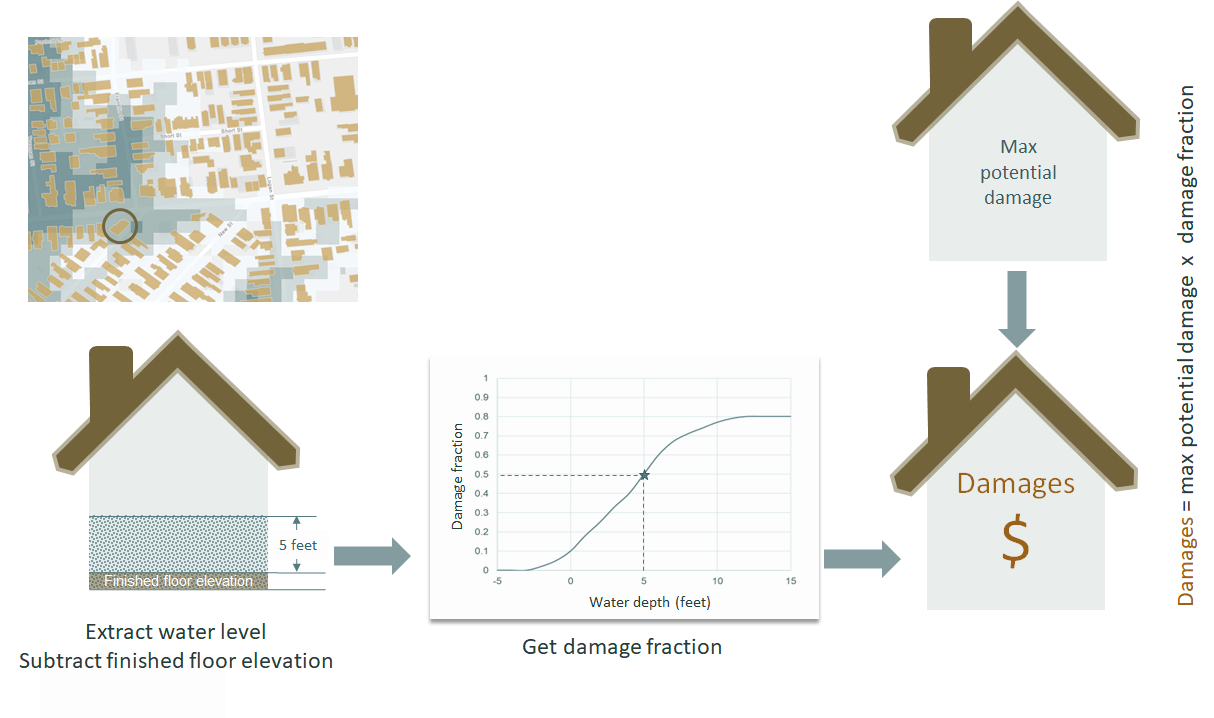 Short St
Short St
Logan St
New St
Max
potential
damage
Damages = max potential damage x damage fraction
5 feet
Finished floor elevation
Extract water level
Subtract finished floor elevation
1
0.9
0.8
0.7
0.6
0.5
0.4
0.3
0.2
0.1
0
Damage fraction
-5
0
5
10
15
Water depth (feet)
Get damage fraction
Damages
$